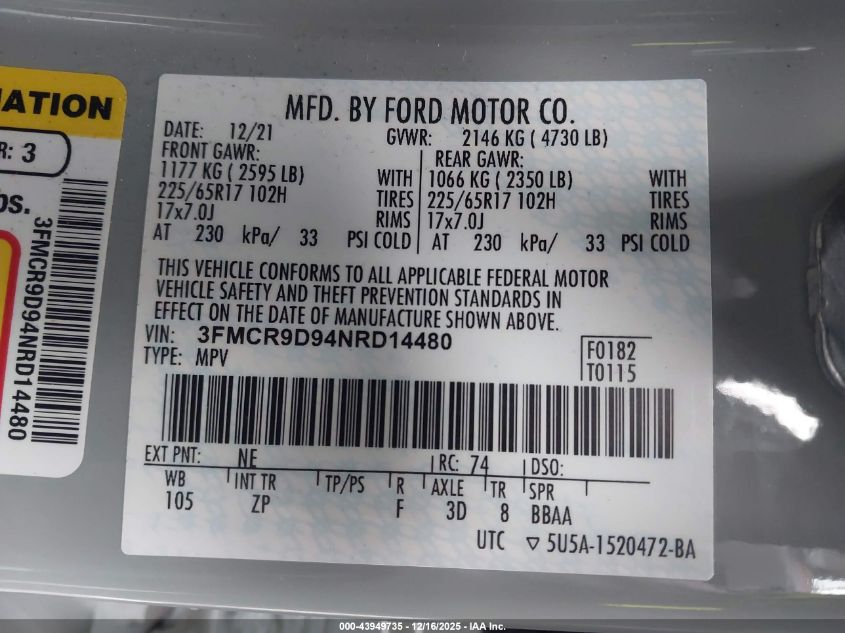 MATION
R: 3
bs.
3FMCR9D94NRD14480
MFD. BY FORD MOTOR CO.
DATE: 12/21 GVWR: 2146 KG ( 4730 LB)
FRONT GAWR: REAR GAWR:
1177 KG ( 2595 LB) WITH 1066 KG ( 2350 LB) WITH
225/65R17 102H TIRES 225/65R17 102H TIRES
17x7.0J RIMS 17x7.0J RIMS
AT 230 kPa/ 33 PSI COLD AT 230 kPa/ 33 PSI COLD
THIS VEHICLE CONFORMS TO ALL APPLICABLE FEDERAL MOTOR
VEHICLE SAFETY AND THEFT PREVENTION STANDARDS IN
EFFECT ON THE DATE OF MANUFACTURE SHOWN ABOVE.
VIN: 3FMCR9D94NRD14480
TYPE: MPV
F0182
T0115
EXT PNT: NE RC: 74 DSO:
WB INT TR TP/PS R AXLE TR SPR
105 ZP F 3D 8 BBAA
UTC ▽ 5U5A-1520472-BA
000-43949735 - 12/16/2025 - IAA Inc.